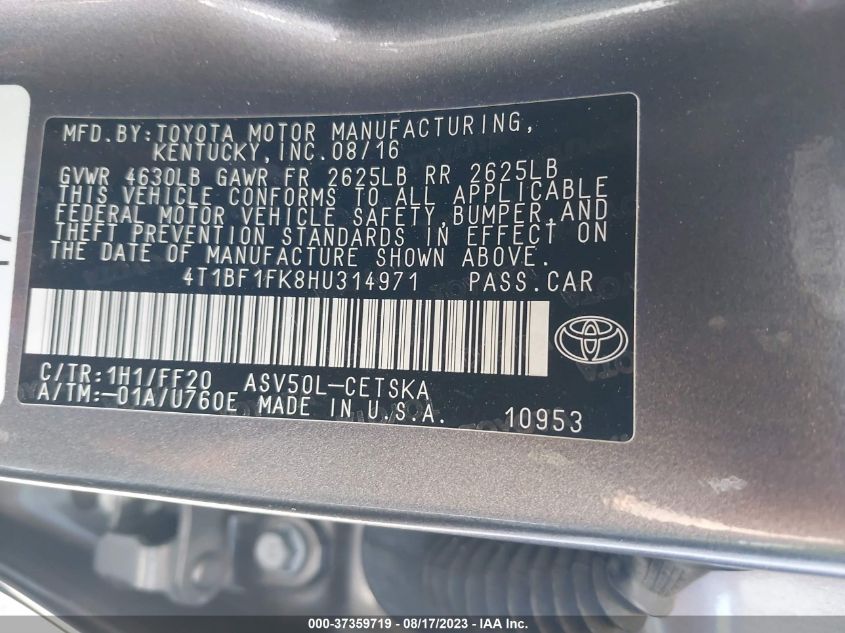 MFD.BY:TOYOTA MOTOR MANUFACTURING,
KENTUCKY,INC.08/16
GVWR 4630LB GAWR FR 2625LB RR 2625LB
THIS VEHICLE CONFORMS TO ALL APPLICABLE
FEDERAL MOTOR VEHICLE SAFETY,BUMPER,AND
THEFT PREVENTION STANDARDS IN EFFECT ON
THE DATE OF MANUFACTURE SHOWN ABOVE.
4T1BF1FK8HU314971 PASS.CAR
C/TR:1H1/FF20 ASV50L-CETSKA
A/TM:-01A/U760E MADE IN U.S.A. 10953
000-37359719 - 08/17/2023 - IAA Inc.